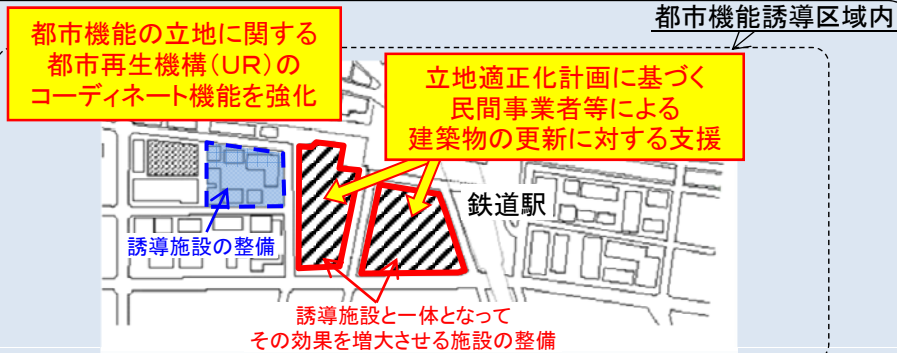 都市機能誘導区域内
都市機能の立地に関する
都市再生機構(UR)の
コーディネート機能を強化
立地適正化計画に基づく
民間事業者等による
建築物の更新に対する支援
鉄道駅
誘導施設の整備
誘導施設と一体となって
その効果を増大させる施設の整備